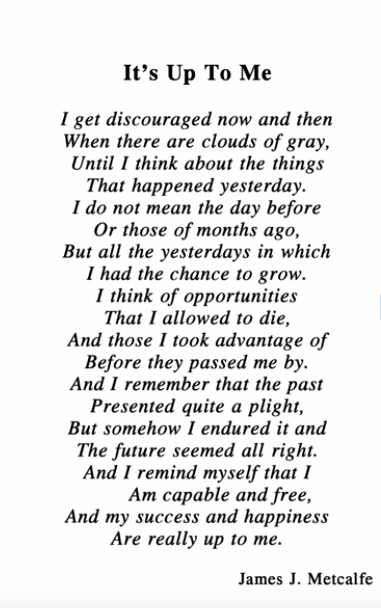 It's Up To Me
I get discouraged now and then
When there are clouds of gray,
Until I think about the things
That happened yesterday.
I do not mean the day before
Or those of months ago,
But all the yesterdays in which
I had the chance to grow.
I think of opportunities
That I allowed to die,
And those I took advantage of
Before they passed me by.
And I remember that the past
Presented quite a plight,
But somehow I endured it and
The future seemed all right.
And I remind myself that I
Am capable and free,
And my success and happiness
Are really up to me.
James J. Metcalfe